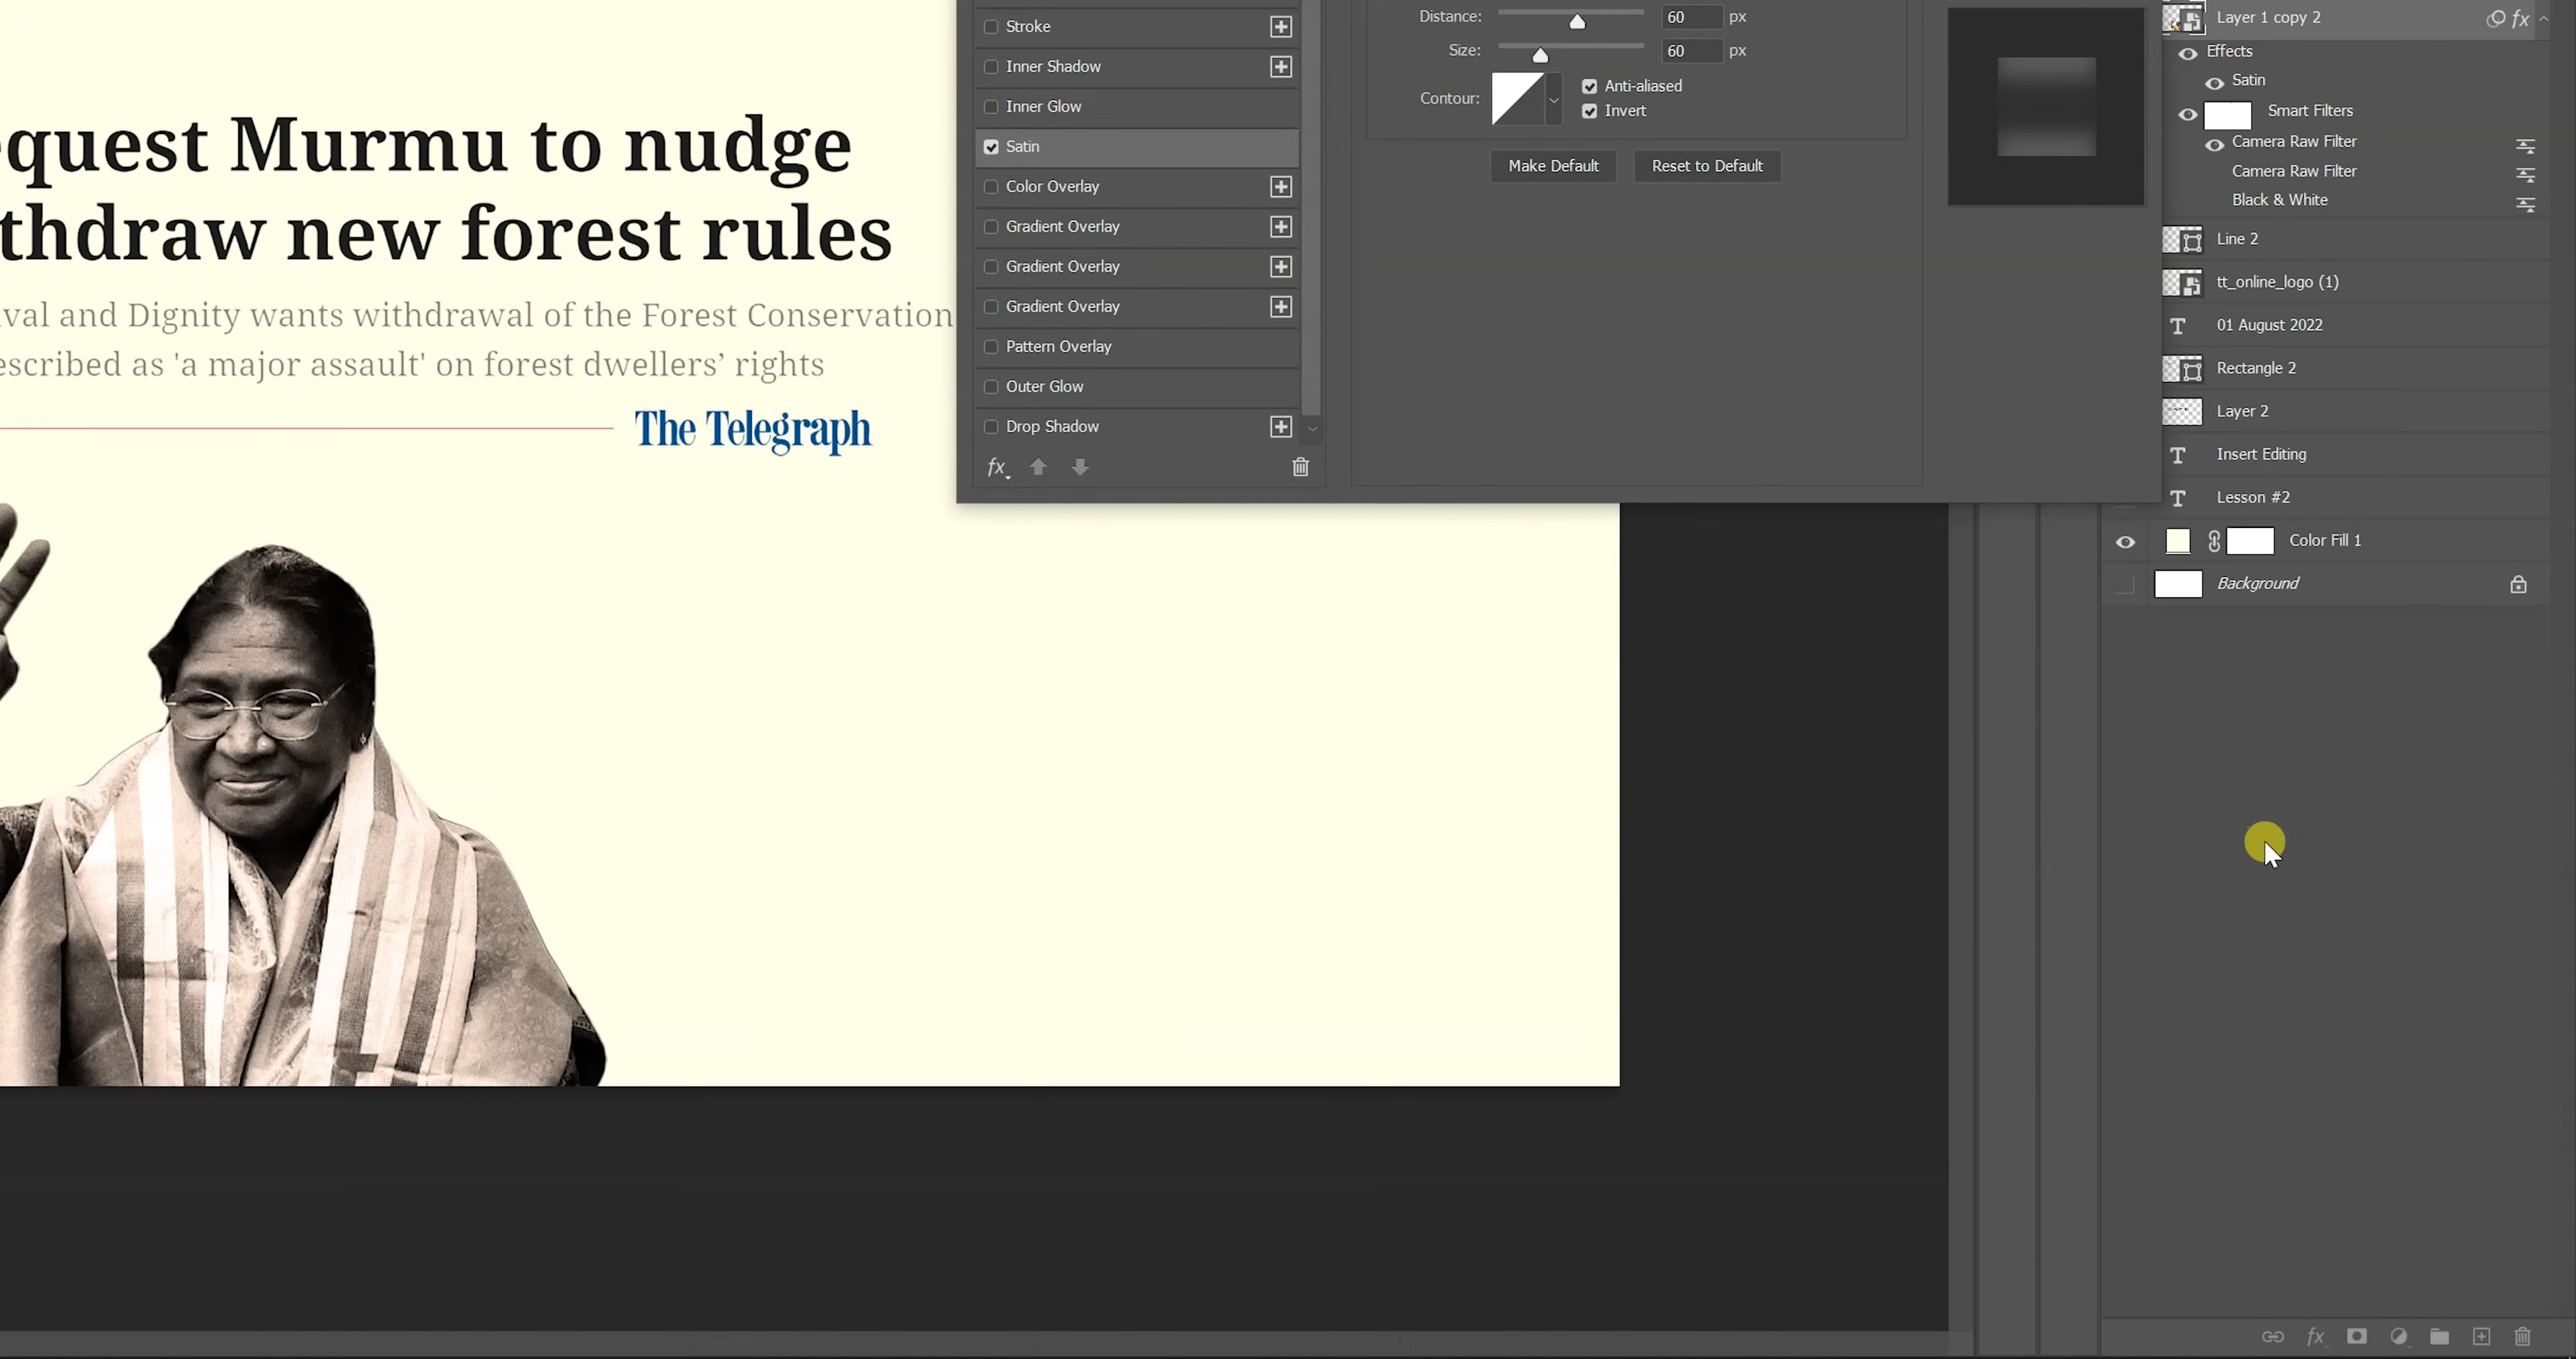 equest Murmu to nudge
thdraw new forest rules
ival and Dignity wants withdrawal of the Forest Conservation
escribed as 'a major assault' on forest dwellers’ rights
The Telegraph
Stroke
Inner Shadow
Inner Glow
Satin
Color Overlay
Gradient Overlay
Gradient Overlay
Gradient Overlay
Pattern Overlay
Outer Glow
Drop Shadow
fx
Distance: 60 px
Size: 60 px
Contour:
Anti-aliased
Invert
Make Default Reset to Default
Layer 1 copy 2 fx
Effects
Satin
Smart Filters
Camera Raw Filter
Camera Raw Filter
Black & White
Line 2
tt_online_logo (1)
T 01 August 2022
Rectangle 2
Layer 2
T Insert Editing
T Lesson #2
Color Fill 1
Background
fx